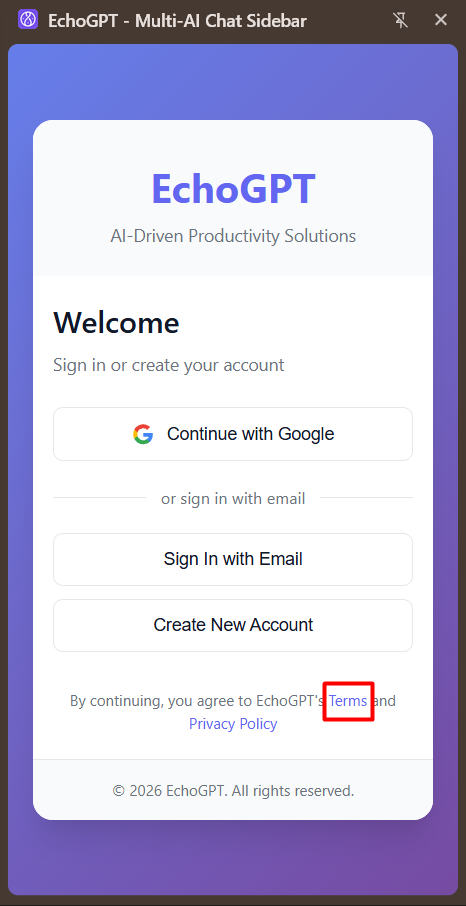 EchoGPT - Multi-AI Chat Sidebar
EchoGPT
AI-Driven Productivity Solutions
Welcome
Sign in or create your account
Continue with Google
or sign in with email
Sign In with Email
Create New Account
By continuing, you agree to EchoGPT's Terms and
Privacy Policy
© 2026 EchoGPT. All rights reserved.